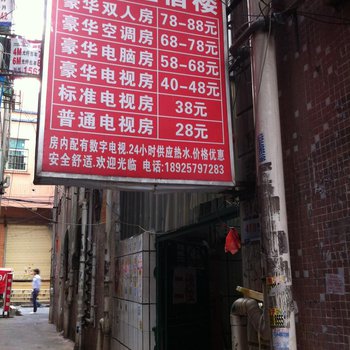 宿楼
豪华双人房 78-88元
豪华空调房 68-78元
豪华电脑房 58-68元
豪华电视房 40-48元
标准电视房 38元
普通电视房 28元
房内配有数字电视.24小时供应热水.价格优惠
安全舒适.欢迎光临 电话:18925797283